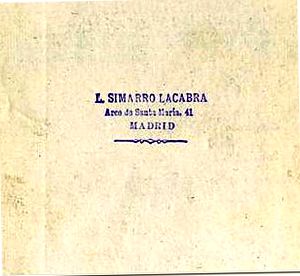 L. SIMARRO LACABRA
Arco de Santa María, 41
MADRID